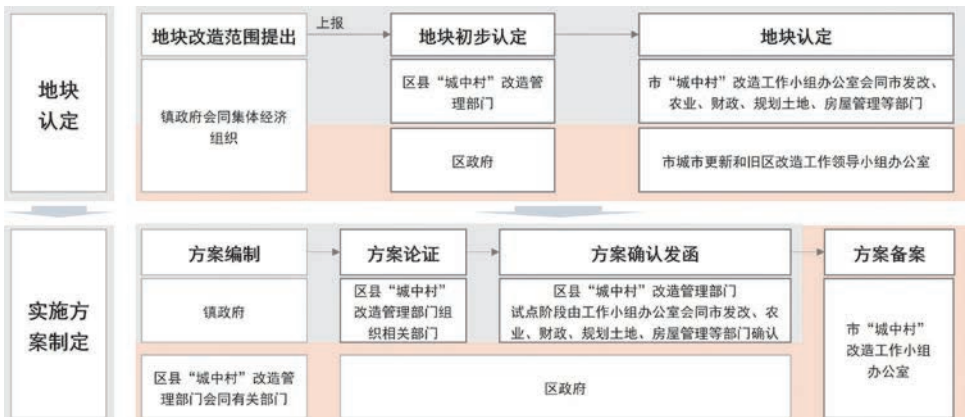 地块
认定
地块改造范围提出
上报
地块初步认定
地块认定
镇政府会同集体经济
组织
区县“城中村”改造管
理部门
市“城中村”改造工作小组办公室会同市发改、
农业、财政、规划土地、房屋管理等部门
区政府
市城市更新和旧区改造工作领导小组办公室
实施方
案制定
方案编制
方案论证
方案确认发函
方案备案
镇政府
区县“城中村”
改造管理部门组
织相关部门
区县“城中村”改造管理部门
试点阶段由工作小组办公室会同市发改、农
业、财政、规划土地、房屋管理等部门确认
市“城中村”
改造工作小组
办公室
区县“城中村”改造管
理部门会同有关部门
区政府